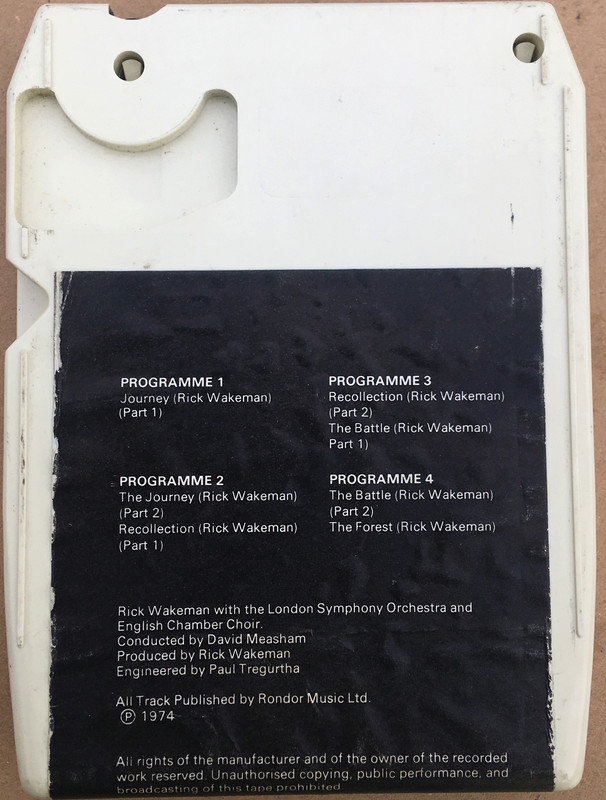 PROGRAMME 1
Journey (Rick Wakeman)
(Part 1)
PROGRAMME 2
The Journey (Rick Wakeman)
(Part 2)
Recollection (Rick Wakeman)
(Part 1)
PROGRAMME 3
Recollection (Rick Wakeman)
(Part 2)
The Battle (Rick Wakeman)
Part 1)
PROGRAMME 4
The Battle (Rick Wakeman)
(Part 2)
The Forest (Rick Wakeman)
Rick Wakeman with the London Symphony Orchestra and
English Chamber Choir.
Conducted by David Measham
Produced by Rick Wakeman
Engineered by Paul Tregurtha
All Track Published by Rondor Music Ltd.
Ⓟ 1974
All rights of the manufacturer and of the owner of the recorded
work reserved. Unauthorised copying, public performance, and
broadcasting of this tape prohibited